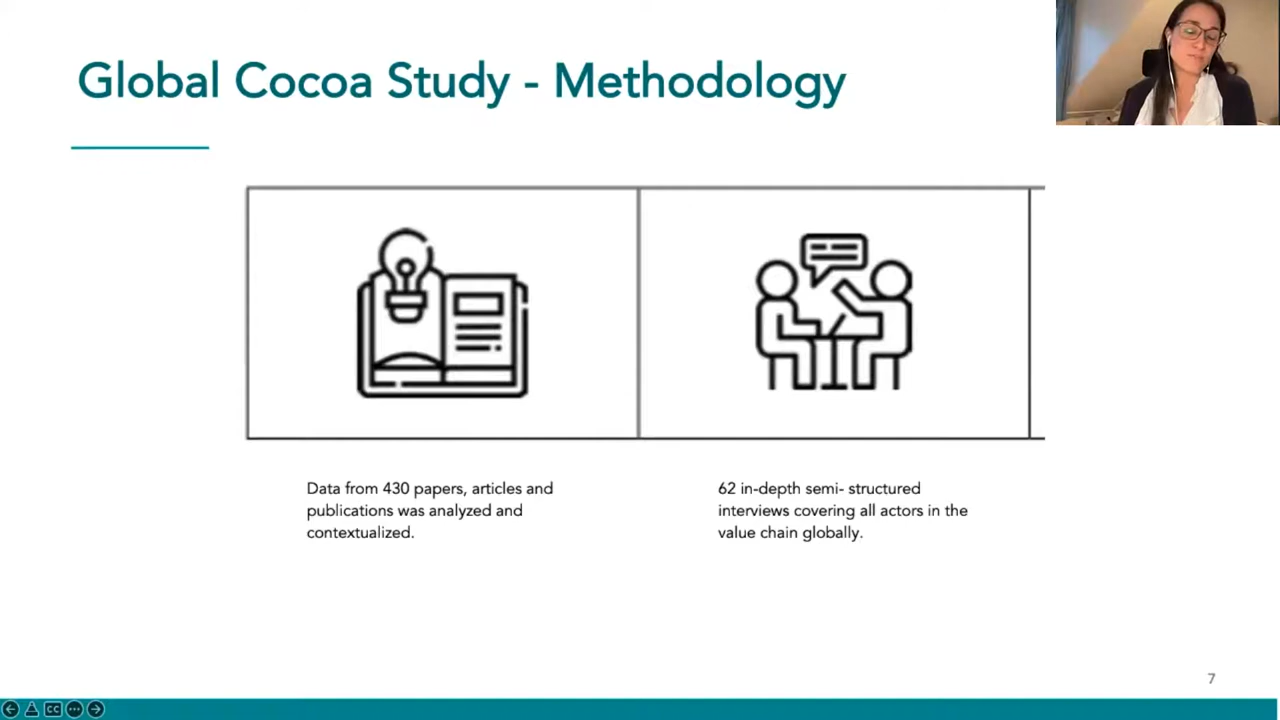 Global Cocoa Study - Methodology
Data from 430 papers, articles and
publications was analyzed and
contextualized.
62 in-depth semi- structured
interviews covering all actors in the
value chain globally.
7
CC